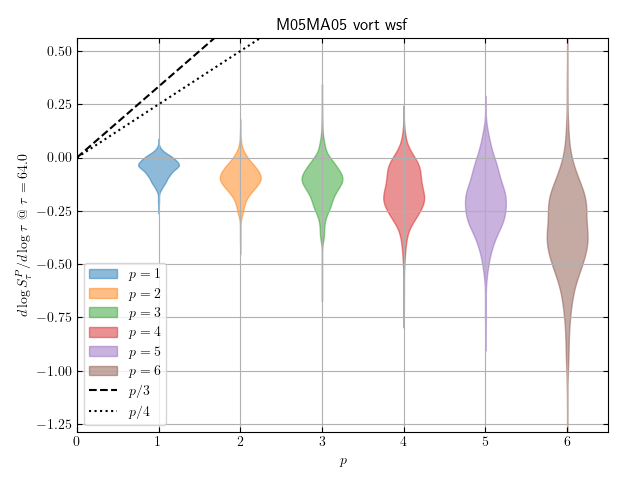 M05MA05 vort wsf
d log S_τ^P / d log τ @ τ = 64.0
0.50
0.25
0.00
−0.25
−0.50
−0.75
−1.00
−1.25
p = 1
p = 2
p = 3
p = 4
p = 5
p = 6
p/3
p/4
0 1 2 3 4 5 6
p